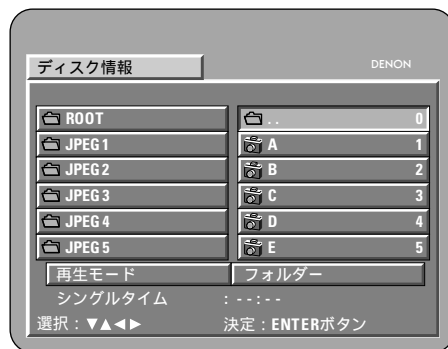 ディスク情報
DENON
ROOT
JPEG1
JPEG2
JPEG3
JPEG4
JPEG5
.. 0
A 1
B 2
C 3
D 4
E 5
再生モード フォルダー
シングルタイム :--:--
選択:▼▲◀▶ 決定:ENTERボタン